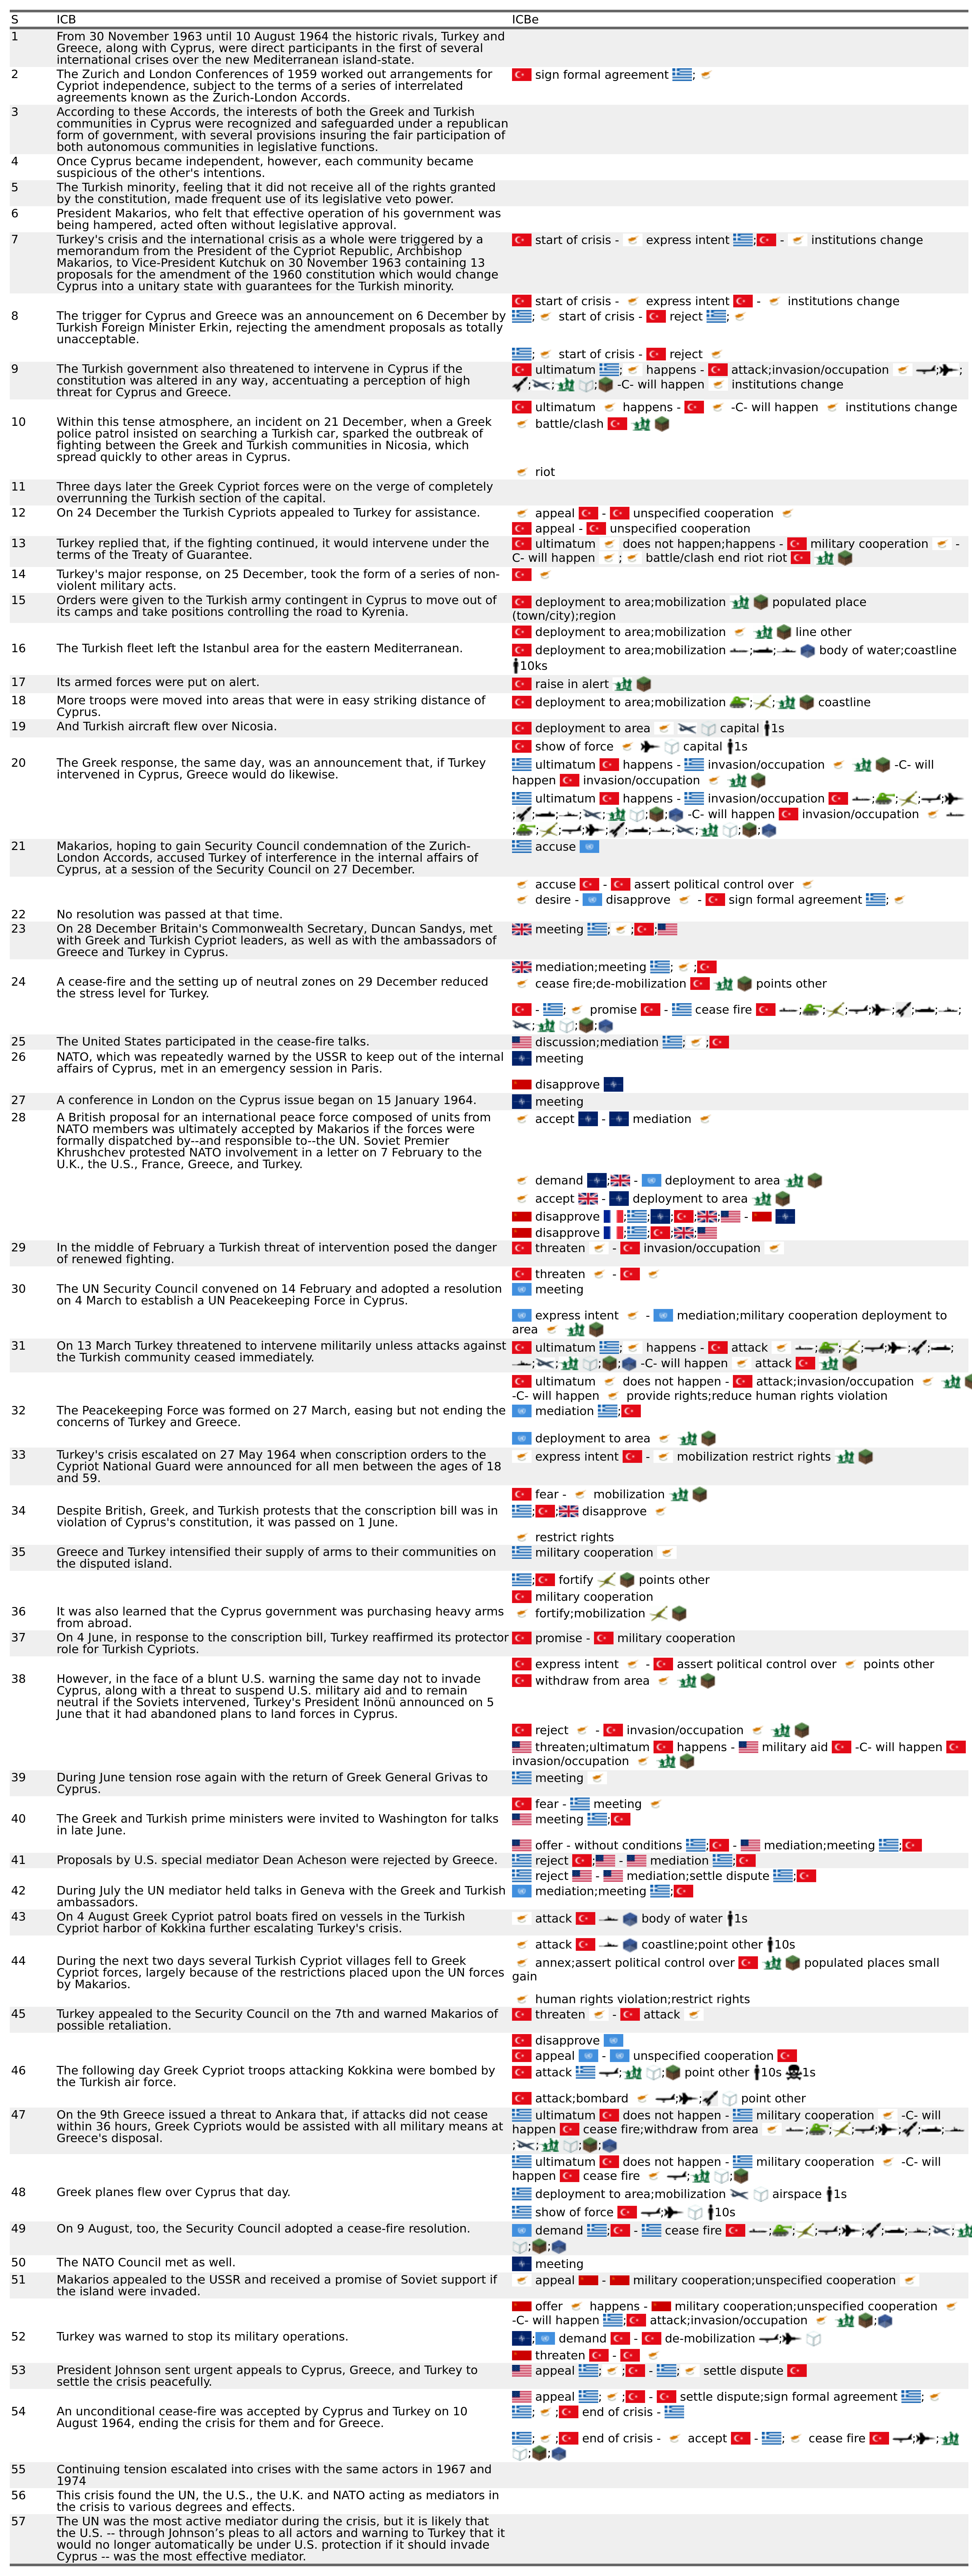 S ICB ICBe
1 From 30 November 1963 until 10 August 1964 the historic rivals, Turkey and
Greece, along with Cyprus, were direct participants in the first of several
international crises over the new Mediterranean island-state.
2 The Zurich and London Conferences of 1959 worked out arrangements for
Cypriot independence, subject to the terms of a series of interrelated
agreements known as the Zurich-London Accords.
sign formal agreement ;
3 According to these Accords, the interests of both the Greek and Turkish
communities in Cyprus were recognized and safeguarded under a republican
form of government, with several provisions insuring the fair participation of
both autonomous communities in legislative functions.
4 Once Cyprus became independent, however, each community became
suspicious of the other's intentions.
5 The Turkish minority, feeling that it did not receive all of the rights granted
by the constitution, made frequent use of its legislative veto power.
6 President Makarios, who felt that effective operation of his government was
being hampered, acted often without legislative approval.
7 Turkey's crisis and the international crisis as a whole were triggered by a
memorandum from the President of the Cypriot Republic, Archbishop
Makarios, to Vice-President Kutchuk on 30 November 1963 containing 13
proposals for the amendment of the 1960 constitution which would change
Cyprus into a unitary state with guarantees for the Turkish minority.
start of crisis - express intent ; - institutions change
start of crisis - express intent - institutions change
8 The trigger for Cyprus and Greece was an announcement on 6 December by
Turkish Foreign Minister Erkin, rejecting the amendment proposals as totally
unacceptable.
; start of crisis - reject ;
; start of crisis - reject
9 The Turkish government also threatened to intervene in Cyprus if the
constitution was altered in any way, accentuating a perception of high
threat for Cyprus and Greece.
ultimatum ; happens - attack;invasion/occupation ; ;
; ; ; ; -C- will happen institutions change
ultimatum happens - -C- will happen institutions change
10 Within this tense atmosphere, an incident on 21 December, when a Greek
police patrol insisted on searching a Turkish car, sparked the outbreak of
fighting between the Greek and Turkish communities in Nicosia, which
spread quickly to other areas in Cyprus.
battle/clash
riot
11 Three days later the Greek Cypriot forces were on the verge of completely
overrunning the Turkish section of the capital.
12 On 24 December the Turkish Cypriots appealed to Turkey for assistance.
appeal - unspecified cooperation
appeal - unspecified cooperation
13 Turkey replied that, if the fighting continued, it would intervene under the
terms of the Treaty of Guarantee.
ultimatum does not happen;happens - military cooperation -
C- will happen ; battle/clash end riot riot
14 Turkey's major response, on 25 December, took the form of a series of non-
violent military acts.
15 Orders were given to the Turkish army contingent in Cyprus to move out of
its camps and take positions controlling the road to Kyrenia.
deployment to area;mobilization populated place
(town/city);region
deployment to area;mobilization line other
16 The Turkish fleet left the Istanbul area for the eastern Mediterranean.
deployment to area;mobilization ; ; body of water;coastline
10ks
17 Its armed forces were put on alert.
raise in alert
18 More troops were moved into areas that were in easy striking distance of
Cyprus.
deployment to area;mobilization ; ; coastline
19 And Turkish aircraft flew over Nicosia.
deployment to area capital 1s
show of force capital 1s
20 The Greek response, the same day, was an announcement that, if Turkey
intervened in Cyprus, Greece would do likewise.
ultimatum happens - invasion/occupation -C- will
happen invasion/occupation
ultimatum happens - invasion/occupation ; ; ; ;
; ; ; ; ; ; ; -C- will happen invasion/occupation
; ; ; ; ; ; ; ; ; ; ;
21 Makarios, hoping to gain Security Council condemnation of the Zurich-
London Accords, accused Turkey of interference in the internal affairs of
Cyprus, at a session of the Security Council on 27 December.
accuse
accuse - assert political control over
desire - disapprove - sign formal agreement ;
22 No resolution was passed at that time.
23 On 28 December Britain's Commonwealth Secretary, Duncan Sandys, met
with Greek and Turkish Cypriot leaders, as well as with the ambassadors of
Greece and Turkey in Cyprus.
meeting ; ; ;
mediation;meeting ; ;
24 A cease-fire and the setting up of neutral zones on 29 December reduced
the stress level for Turkey.
cease fire;de-mobilization points other
- ; promise - cease fire ; ; ; ; ; ; ; ;
; ; ; ;
25 The United States participated in the cease-fire talks.
discussion;mediation ; ;
26 NATO, which was repeatedly warned by the USSR to keep out of the internal
affairs of Cyprus, met in an emergency session in Paris.
meeting
disapprove
27 A conference in London on the Cyprus issue began on 15 January 1964.
meeting
28 A British proposal for an international peace force composed of units from
NATO members was ultimately accepted by Makarios if the forces were
formally dispatched by--and responsible to--the UN. Soviet Premier
Khrushchev protested NATO involvement in a letter on 7 February to the
U.K., the U.S., France, Greece, and Turkey.
accept - mediation
demand ; - deployment to area
accept - deployment to area
disapprove ; ; ; ; ; -
disapprove ; ; ; ;
29 In the middle of February a Turkish threat of intervention posed the danger
of renewed fighting.
threaten - invasion/occupation
threaten -
30 The UN Security Council convened on 14 February and adopted a resolution
on 4 March to establish a UN Peacekeeping Force in Cyprus.
meeting
express intent - mediation;military cooperation deployment to
area
31 On 13 March Turkey threatened to intervene militarily unless attacks against
the Turkish community ceased immediately.
ultimatum ; happens - attack ; ; ; ; ; ; ;
; ; ; ; ; -C- will happen attack
ultimatum does not happen - attack;invasion/occupation
-C- will happen provide rights;reduce human rights violation
32 The Peacekeeping Force was formed on 27 March, easing but not ending the
concerns of Turkey and Greece.
mediation ;
deployment to area
33 Turkey's crisis escalated on 27 May 1964 when conscription orders to the
Cypriot National Guard were announced for all men between the ages of 18
and 59.
express intent - mobilization restrict rights
fear - mobilization
34 Despite British, Greek, and Turkish protests that the conscription bill was in
violation of Cyprus's constitution, it was passed on 1 June.
; ; disapprove
restrict rights
35 Greece and Turkey intensified their supply of arms to their communities on
the disputed island.
military cooperation
; fortify points other
military cooperation
36 It was also learned that the Cyprus government was purchasing heavy arms
from abroad.
fortify;mobilization
37 On 4 June, in response to the conscription bill, Turkey reaffirmed its protector
role for Turkish Cypriots.
promise - military cooperation
express intent - assert political control over points other
38 However, in the face of a blunt U.S. warning the same day not to invade
Cyprus, along with a threat to suspend U.S. military aid and to remain
neutral if the Soviets intervened, Turkey's President Inönü announced on 5
June that it had abandoned plans to land forces in Cyprus.
withdraw from area
reject - invasion/occupation
threaten;ultimatum happens - military aid -C- will happen
invasion/occupation
39 During June tension rose again with the return of Greek General Grivas to
Cyprus.
meeting
fear - meeting
40 The Greek and Turkish prime ministers were invited to Washington for talks
in late June.
meeting ;
offer - without conditions ; - mediation;meeting ;
41 Proposals by U.S. special mediator Dean Acheson were rejected by Greece.
reject ; - mediation ;
reject - mediation;settle dispute ;
42 During July the UN mediator held talks in Geneva with the Greek and Turkish
ambassadors.
mediation;meeting ;
43 On 4 August Greek Cypriot patrol boats fired on vessels in the Turkish
Cypriot harbor of Kokkina further escalating Turkey's crisis.
attack body of water 1s
attack coastline;point other 10s
44 During the next two days several Turkish Cypriot villages fell to Greek
Cypriot forces, largely because of the restrictions placed upon the UN forces
by Makarios.
annex;assert political control over populated places small
gain
human rights violation;restrict rights
45 Turkey appealed to the Security Council on the 7th and warned Makarios of
possible retaliation.
threaten - attack
disapprove
appeal - unspecified cooperation
46 The following day Greek Cypriot troops attacking Kokkina were bombed by
the Turkish air force.
attack ; ; point other 10s 1s
attack;bombard ; ; point other
47 On the 9th Greece issued a threat to Ankara that, if attacks did not cease
within 36 hours, Greek Cypriots would be assisted with all military means at
Greece's disposal.
ultimatum does not happen - military cooperation -C- will
happen cease fire;withdraw from area ; ; ; ; ; ; ;
; ; ; ; ;
ultimatum does not happen - military cooperation -C- will
happen cease fire ; ;
48 Greek planes flew over Cyprus that day.
deployment to area;mobilization airspace 1s
show of force ; 10s
49 On 9 August, too, the Security Council adopted a cease-fire resolution.
demand ; - cease fire ; ; ; ; ; ; ; ; ;
; ;
50 The NATO Council met as well.
meeting
51 Makarios appealed to the USSR and received a promise of Soviet support if
the island were invaded.
appeal - military cooperation;unspecified cooperation
offer happens - military cooperation;unspecified cooperation
-C- will happen ; attack;invasion/occupation ;
52 Turkey was warned to stop its military operations.
; demand - de-mobilization ;
threaten -
53 President Johnson sent urgent appeals to Cyprus, Greece, and Turkey to
settle the crisis peacefully.
appeal ; ; - ; settle dispute
appeal ; ; - settle dispute;sign formal agreement ;
54 An unconditional cease-fire was accepted by Cyprus and Turkey on 10
August 1964, ending the crisis for them and for Greece.
; ; end of crisis -
; ; end of crisis - accept - ; cease fire ; ;
; ;
55 Continuing tension escalated into crises with the same actors in 1967 and
1974
56 This crisis found the UN, the U.S., the U.K. and NATO acting as mediators in
the crisis to various degrees and effects.
57 The UN was the most active mediator during the crisis, but it is likely that
the U.S. -- through Johnson’s pleas to all actors and warning to Turkey that it
would no longer automatically be under U.S. protection if it should invade
Cyprus -- was the most effective mediator.